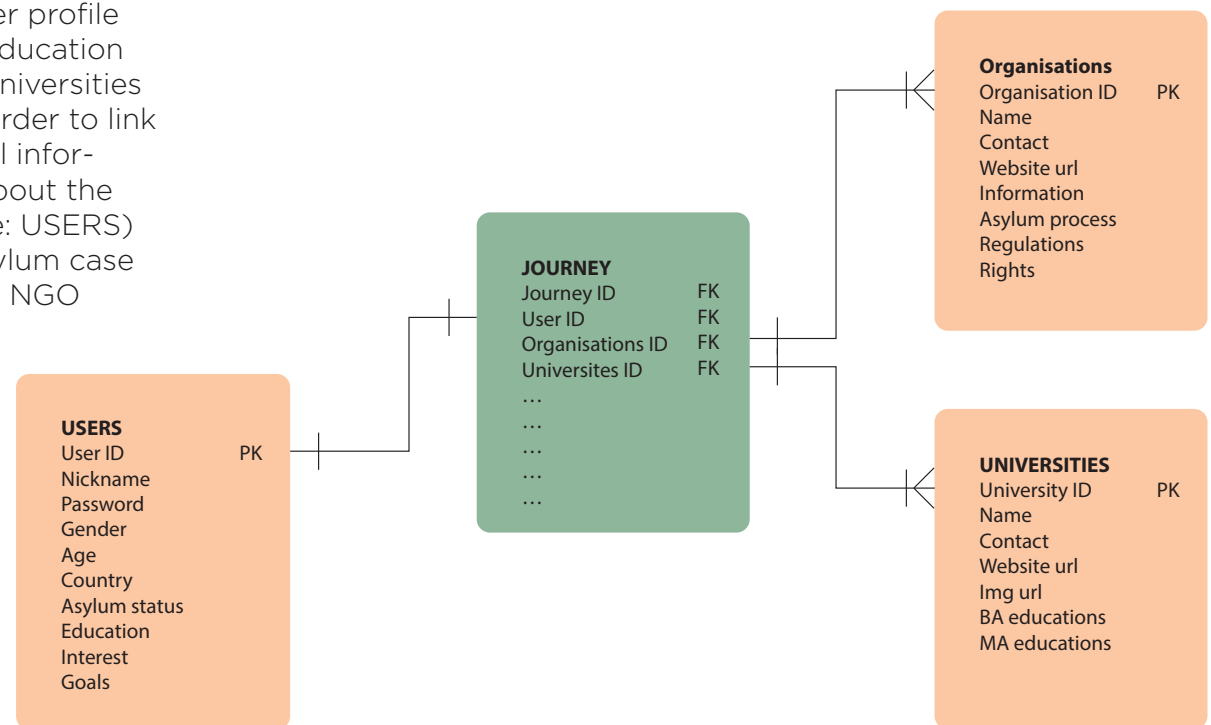 er profile
ducation
niversities
rder to link
l infor-
bout the
e: USERS)
ylum case
NGO
USERS
User ID PK
Nickname
Password
Gender
Age
Country
Asylum status
Education
Interest
Goals
JOURNEY
Journey ID FK
User ID FK
Organisations ID FK
Universites ID FK
...
...
...
...
...
Organisations
Organisation ID PK
Name
Contact
Website url
Information
Asylum process
Regulations
Rights
UNIVERSITIES
University ID PK
Name
Contact
Website url
Img url
BA educations
MA educations